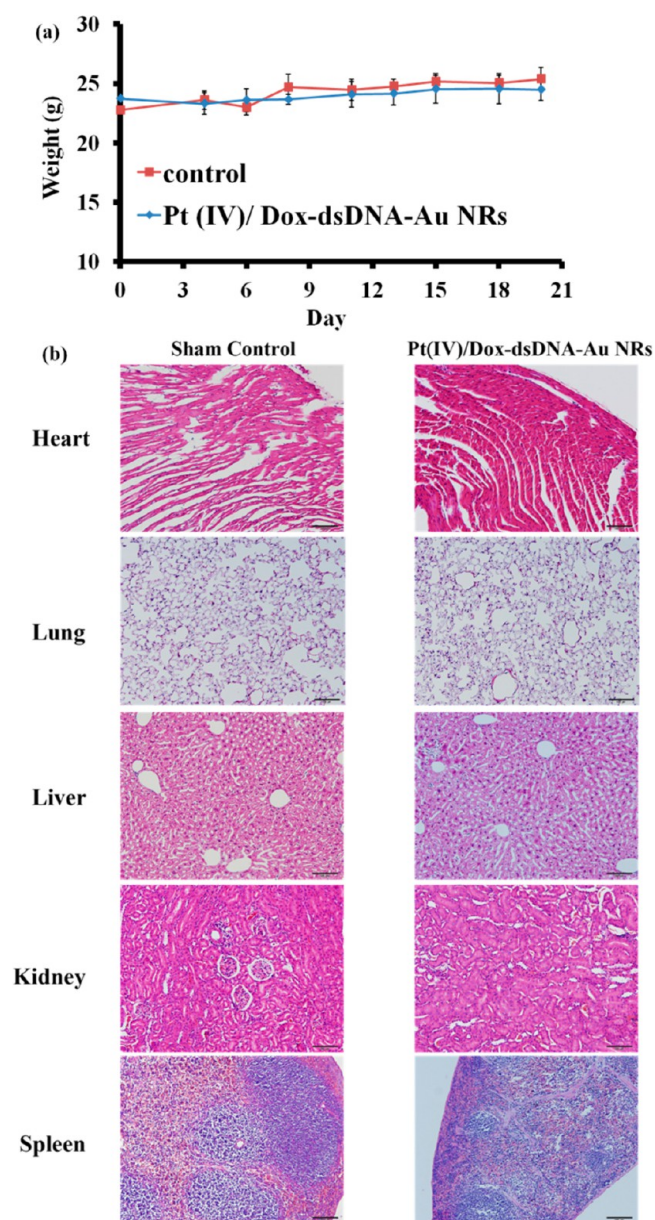 (a)
30
25
20
15
10
Weight (g)
control
Pt (IV)/ Dox-dsDNA-Au NRs
0 3 6 9 12 15 18 21
Day
(b)
Sham Control
Pt(IV)/Dox-dsDNA-Au NRs
Heart
Lung
Liver
Kidney
Spleen